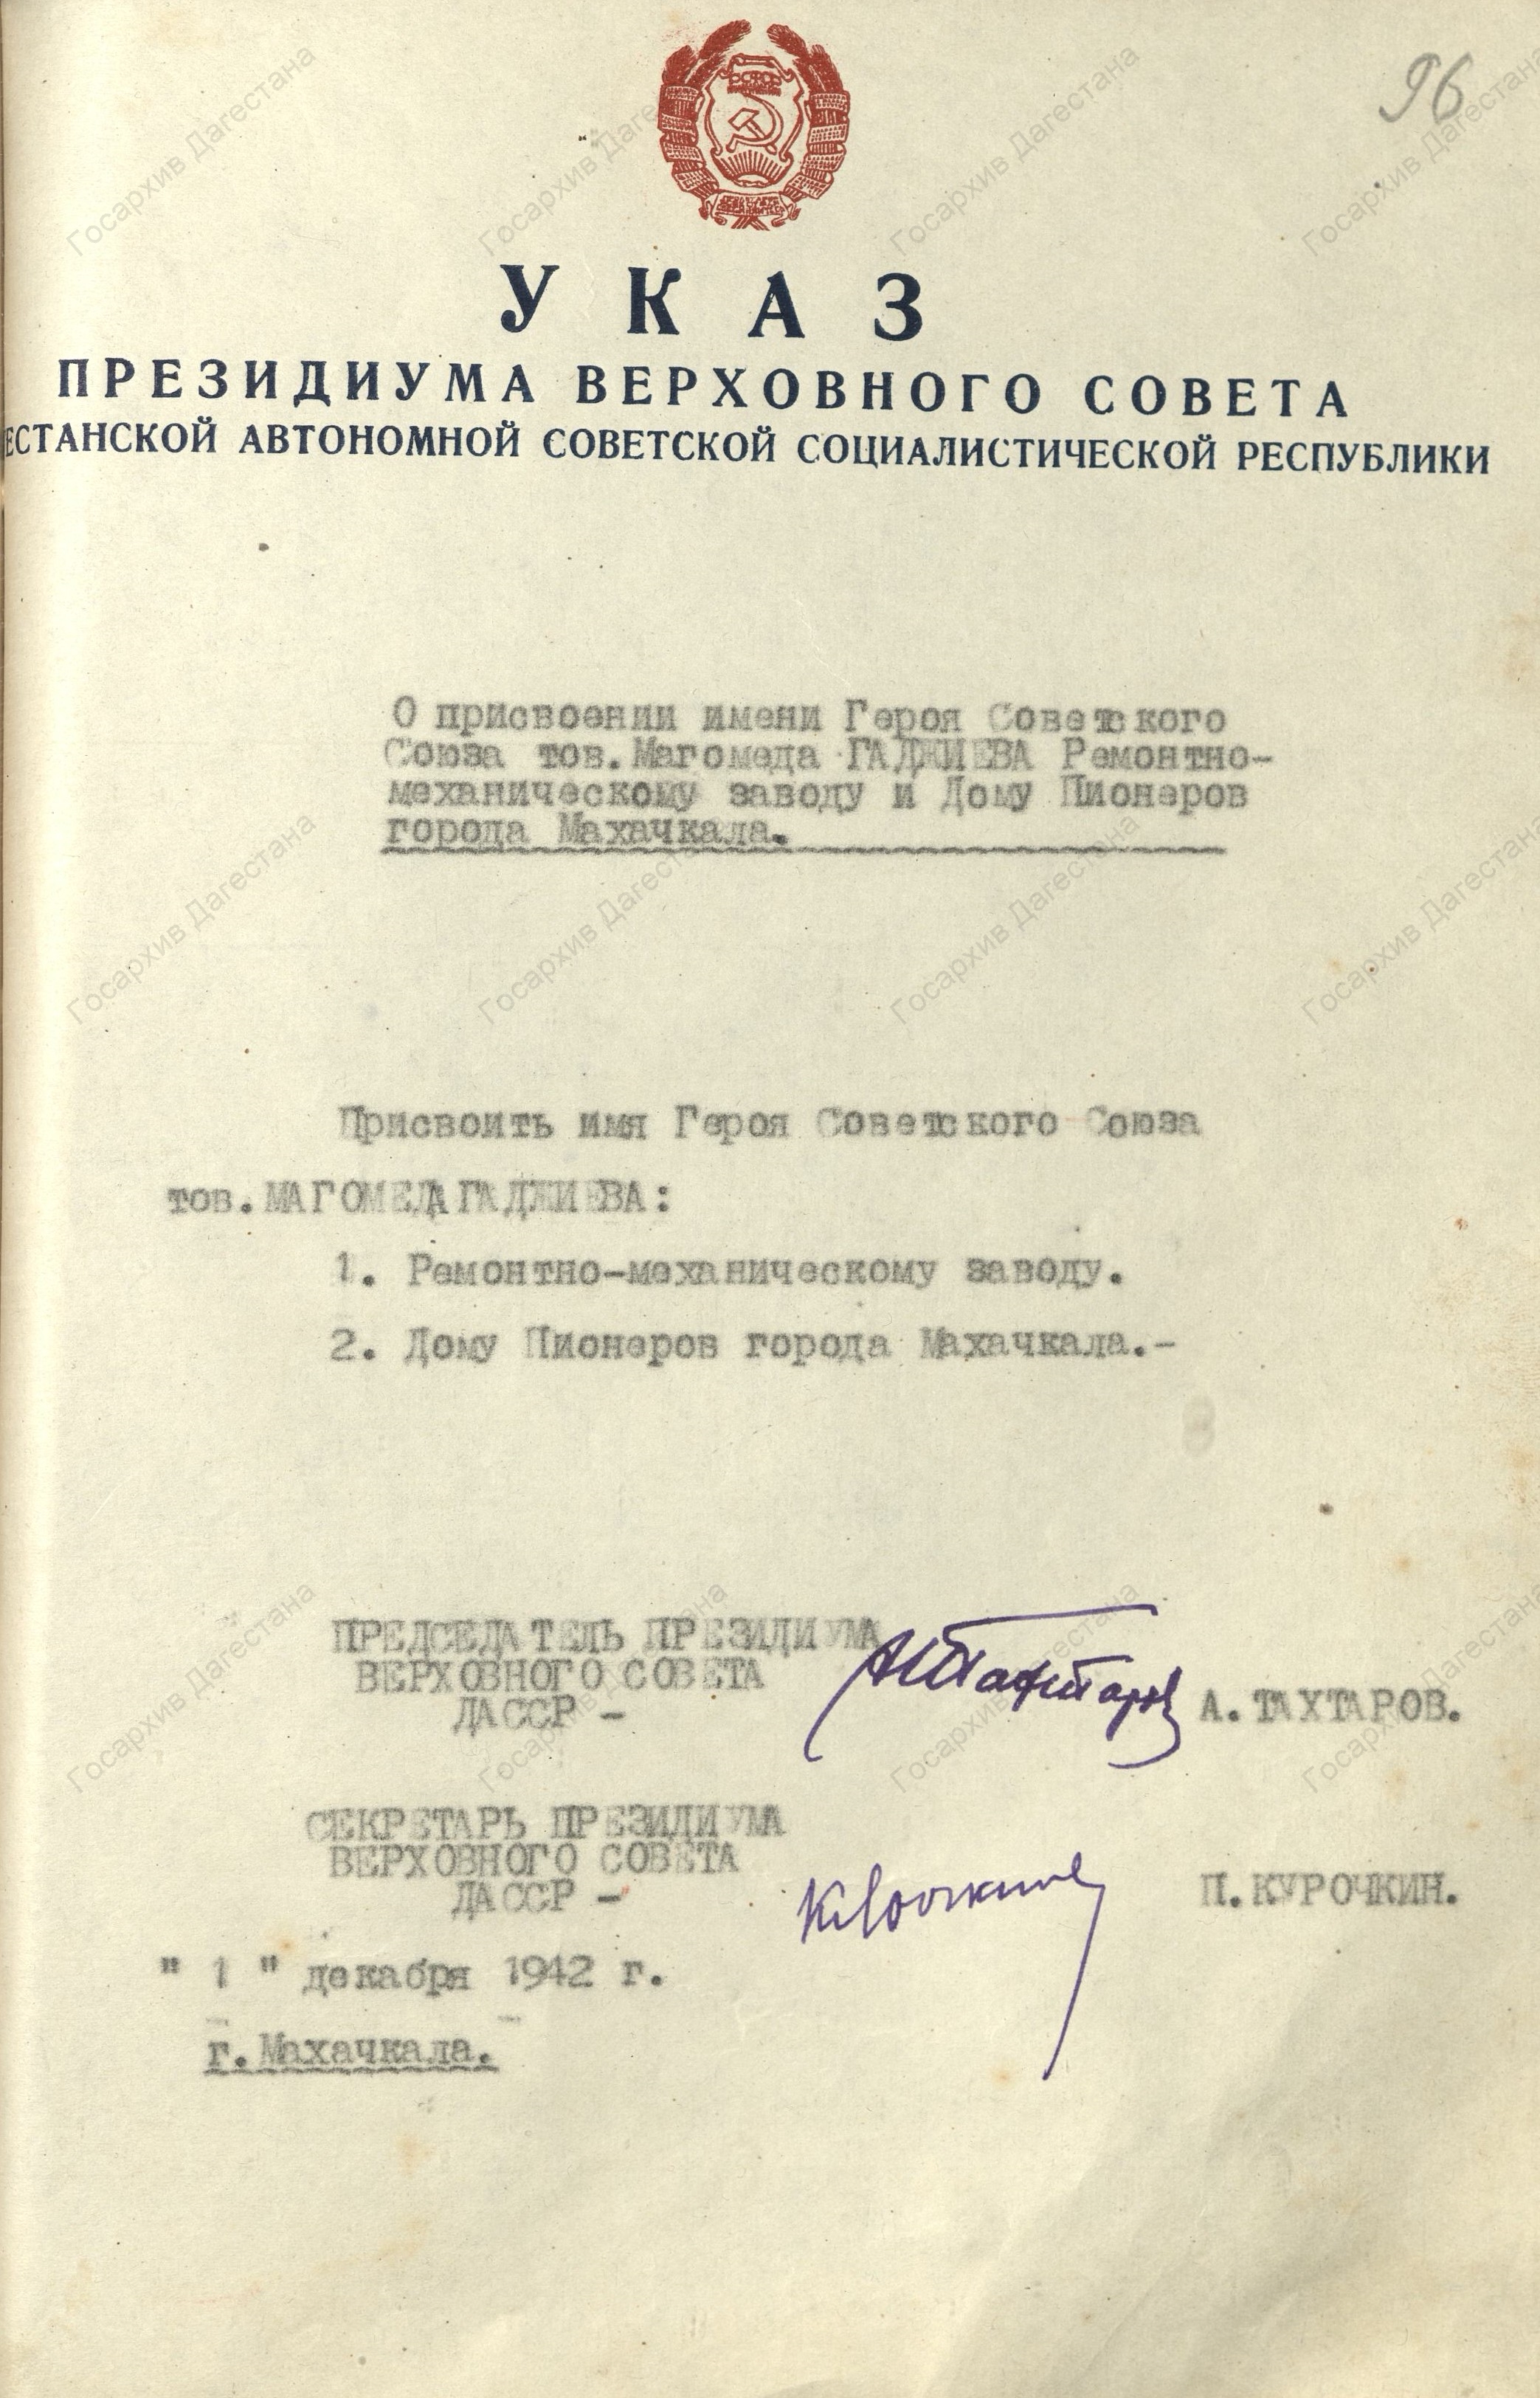 96
РСФСР
УКАЗ
ПРЕЗИДИУМА ВЕРХОВНОГО СОВЕТА
ЕСТАНСКОЙ АВТОНОМНОЙ СОВЕТСКОЙ СОЦИАЛИСТИЧЕСКОЙ РЕСПУБЛИКИ
О присвоении имени Героя Советского
Союза тов.Магомеда ГАДЖИЕВА Ремонтно-
механическому заводу и Дому Пионеров
города Махачкала.
Присвоить имя Героя Советского Союза
тов.МАГОМЕДА ГАДЖИЕВА:
1. Ремонтно-механическому заводу.
2. Дому Пионеров города Махачкала.-
ПРЕДСЕДАТЕЛЬ ПРЕЗИДИУМА
ВЕРХОВНОГО СОВЕТА
ДАССР - А. ТАХТАРОВ.
СЕКРЕТАРЬ ПРЕЗИДИУМА
ВЕРХОВНОГО СОВЕТА
ДАССР - П. КУРОЧКИН.
" 1 " декабря 1942 г.
г. Махачкала.
Госархив Дагестана